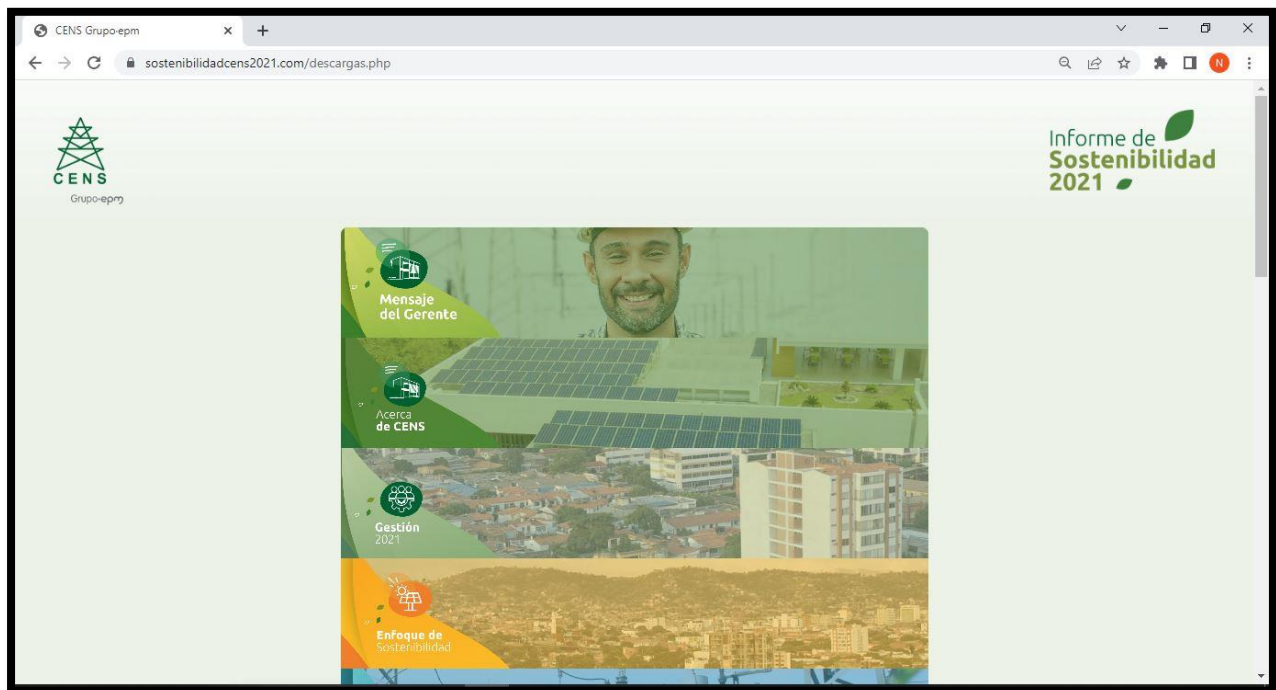 CENS Grupo-epm
sostenibilidadcens2021.com/descargas.php
N
CENS
Grupo-epm
Informe de
Sostenibilidad
2021
Mensaje
del Gerente
Acerca
de CENS
Gestión
2021
Enfoque de
Sostenibilidad